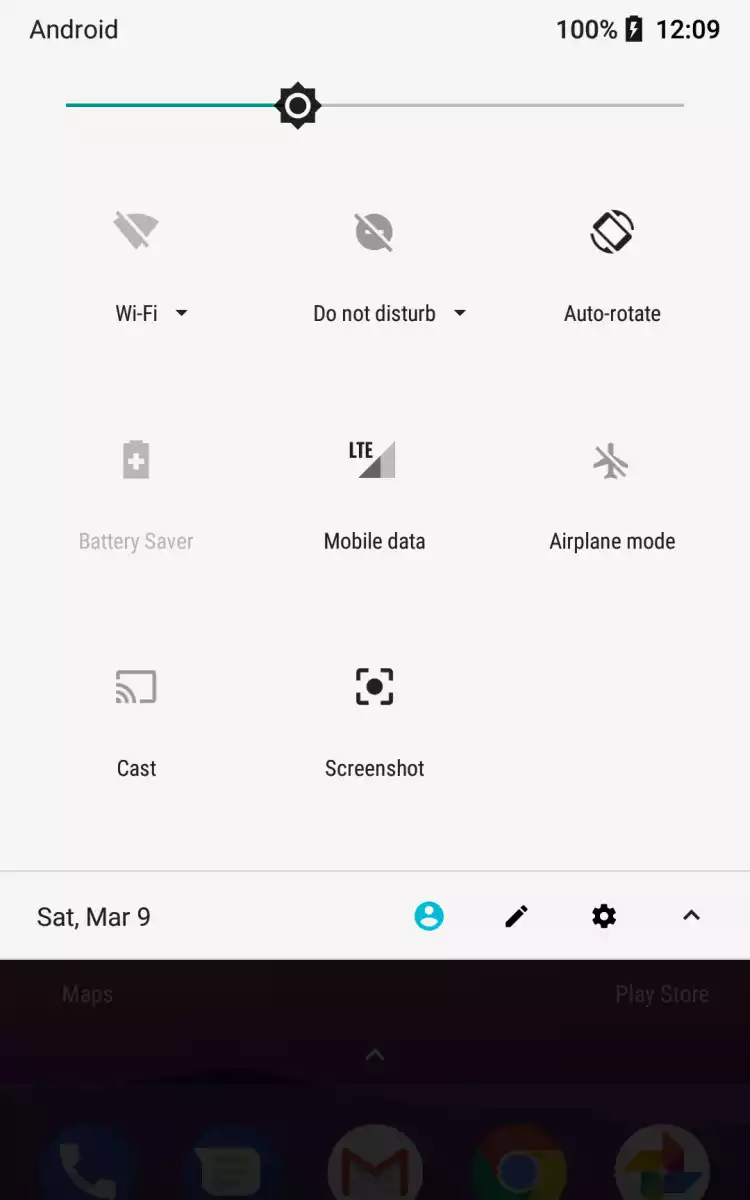 Android 100% 12:09
Wi-Fi Do not disturb Auto-rotate
LTE
Battery Saver Mobile data Airplane mode
Cast Screenshot
Sat, Mar 9
Maps Play Store